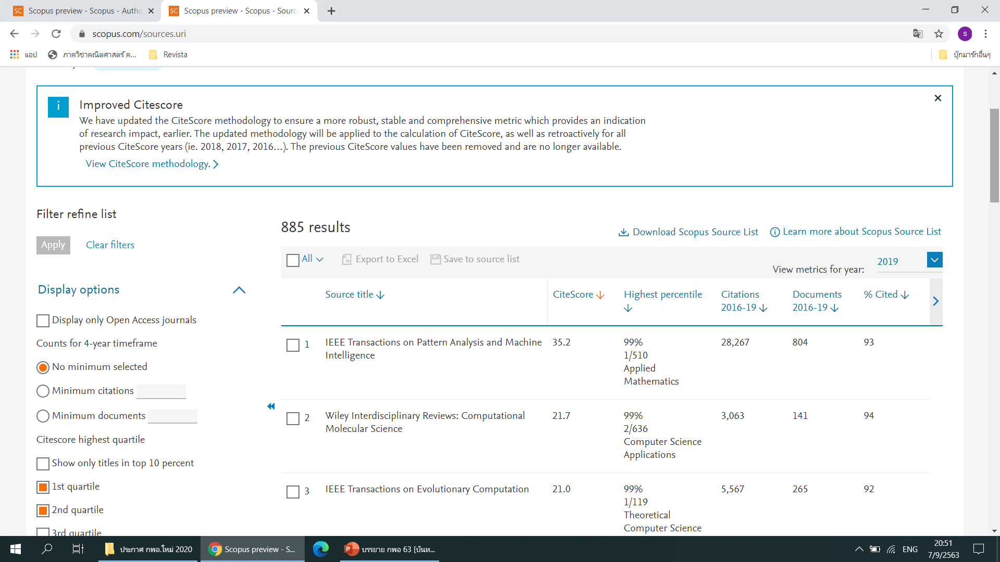 Scopus preview - Scopus - Autho
Scopus preview - Scopus - Sourc
scopus.com/sources.uri
S
แอป
ภาควิชาคณิตศาสตร์ ค...
Revista
บุ๊กมาร์กอื่นๆ
i
Improved Citescore
We have updated the CiteScore methodology to ensure a more robust, stable and comprehensive metric which provides an indication
of research impact, earlier. The updated methodology will be applied to the calculation of CiteScore, as well as retroactively for all
previous CiteScore years (ie. 2018, 2017, 2016...). The previous CiteScore values have been removed and are no longer available.
View CiteScore methodology.
Filter refine list
Apply
Clear filters
Display options
Display only Open Access journals
Counts for 4-year timeframe
No minimum selected
Minimum citations
Minimum documents
Citescore highest quartile
Show only titles in top 10 percent
1st quartile
2nd quartile
3rd quartile
885 results
Download Scopus Source List
Learn more about Scopus Source List
All
Export to Excel
Save to source list
View metrics for year:
2019
Source title
CiteScore
Highest percentile
Citations
2016-19
Documents
2016-19
% Cited
1
IEEE Transactions on Pattern Analysis and Machine
Intelligence
35.2
99%
1/510
Applied
Mathematics
28,267
804
93
2
Wiley Interdisciplinary Reviews: Computational
Molecular Science
21.7
99%
2/636
Computer Science
Applications
3,063
141
94
3
IEEE Transactions on Evolutionary Computation
21.0
99%
1/119
Theoretical
Computer Science
5,567
265
92
ประกาศ กพอ.ใหม่ 2020
Scopus preview - S...
บรรยาย กพอ 63 [บันท...
ENG
20:51
7/9/2563